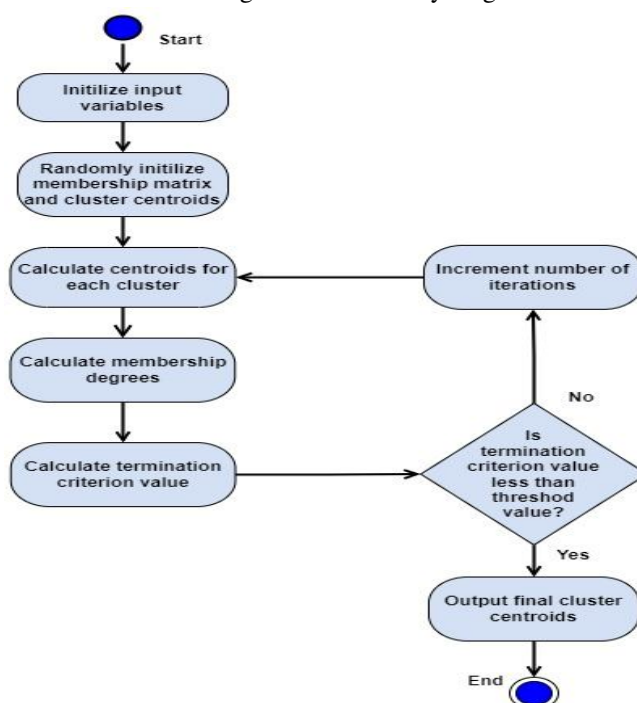 Start
Initilize input
variables
Randomly initilize
membership matrix
and cluster centroids
Calculate centroids for
each cluster
Increment number of
iterations
Calculate membership
degrees
No
Calculate termination
criterion value
Is
termination
criterion value
less than
threshod
value?
Yes
Output final cluster
centroids
End